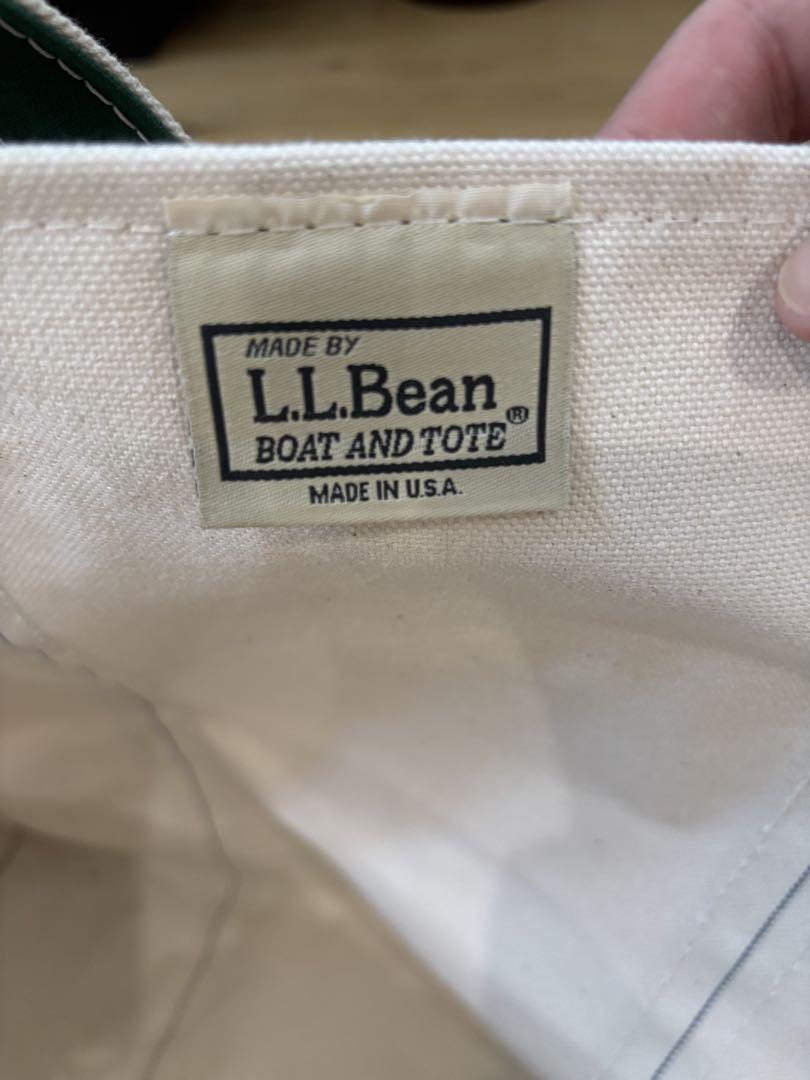 MADE BY
L.L.Bean®
BOAT AND TOTE
MADE IN U.S.A.